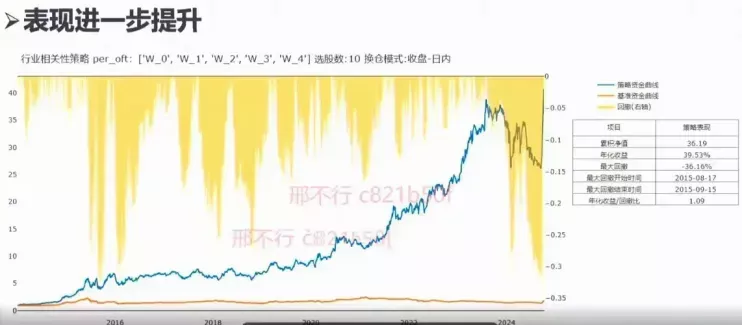 表现进一步提升
行业相关性策略 per_oft: ['W_0', 'W_1', 'W_2', 'W_3', 'W_4'] 选股数:10 换仓模式:收盘-日内
40
35
30
25
20
15
10
5
0
2016
2018
2020
2022
2024
0
-0.05
-0.1
-0.15
-0.2
-0.25
-0.3
-0.35
策略资金曲线
基准资金曲线
回撤(右轴)
项目 策略表现
累积净值 36.19
年化收益 39.53%
最大回撤 -36.16%
最大回撤开始时间 2015-08-17
最大回撤结束时间 2015-09-15
年化收益/回撤比 1.09
邢不行
邢不行